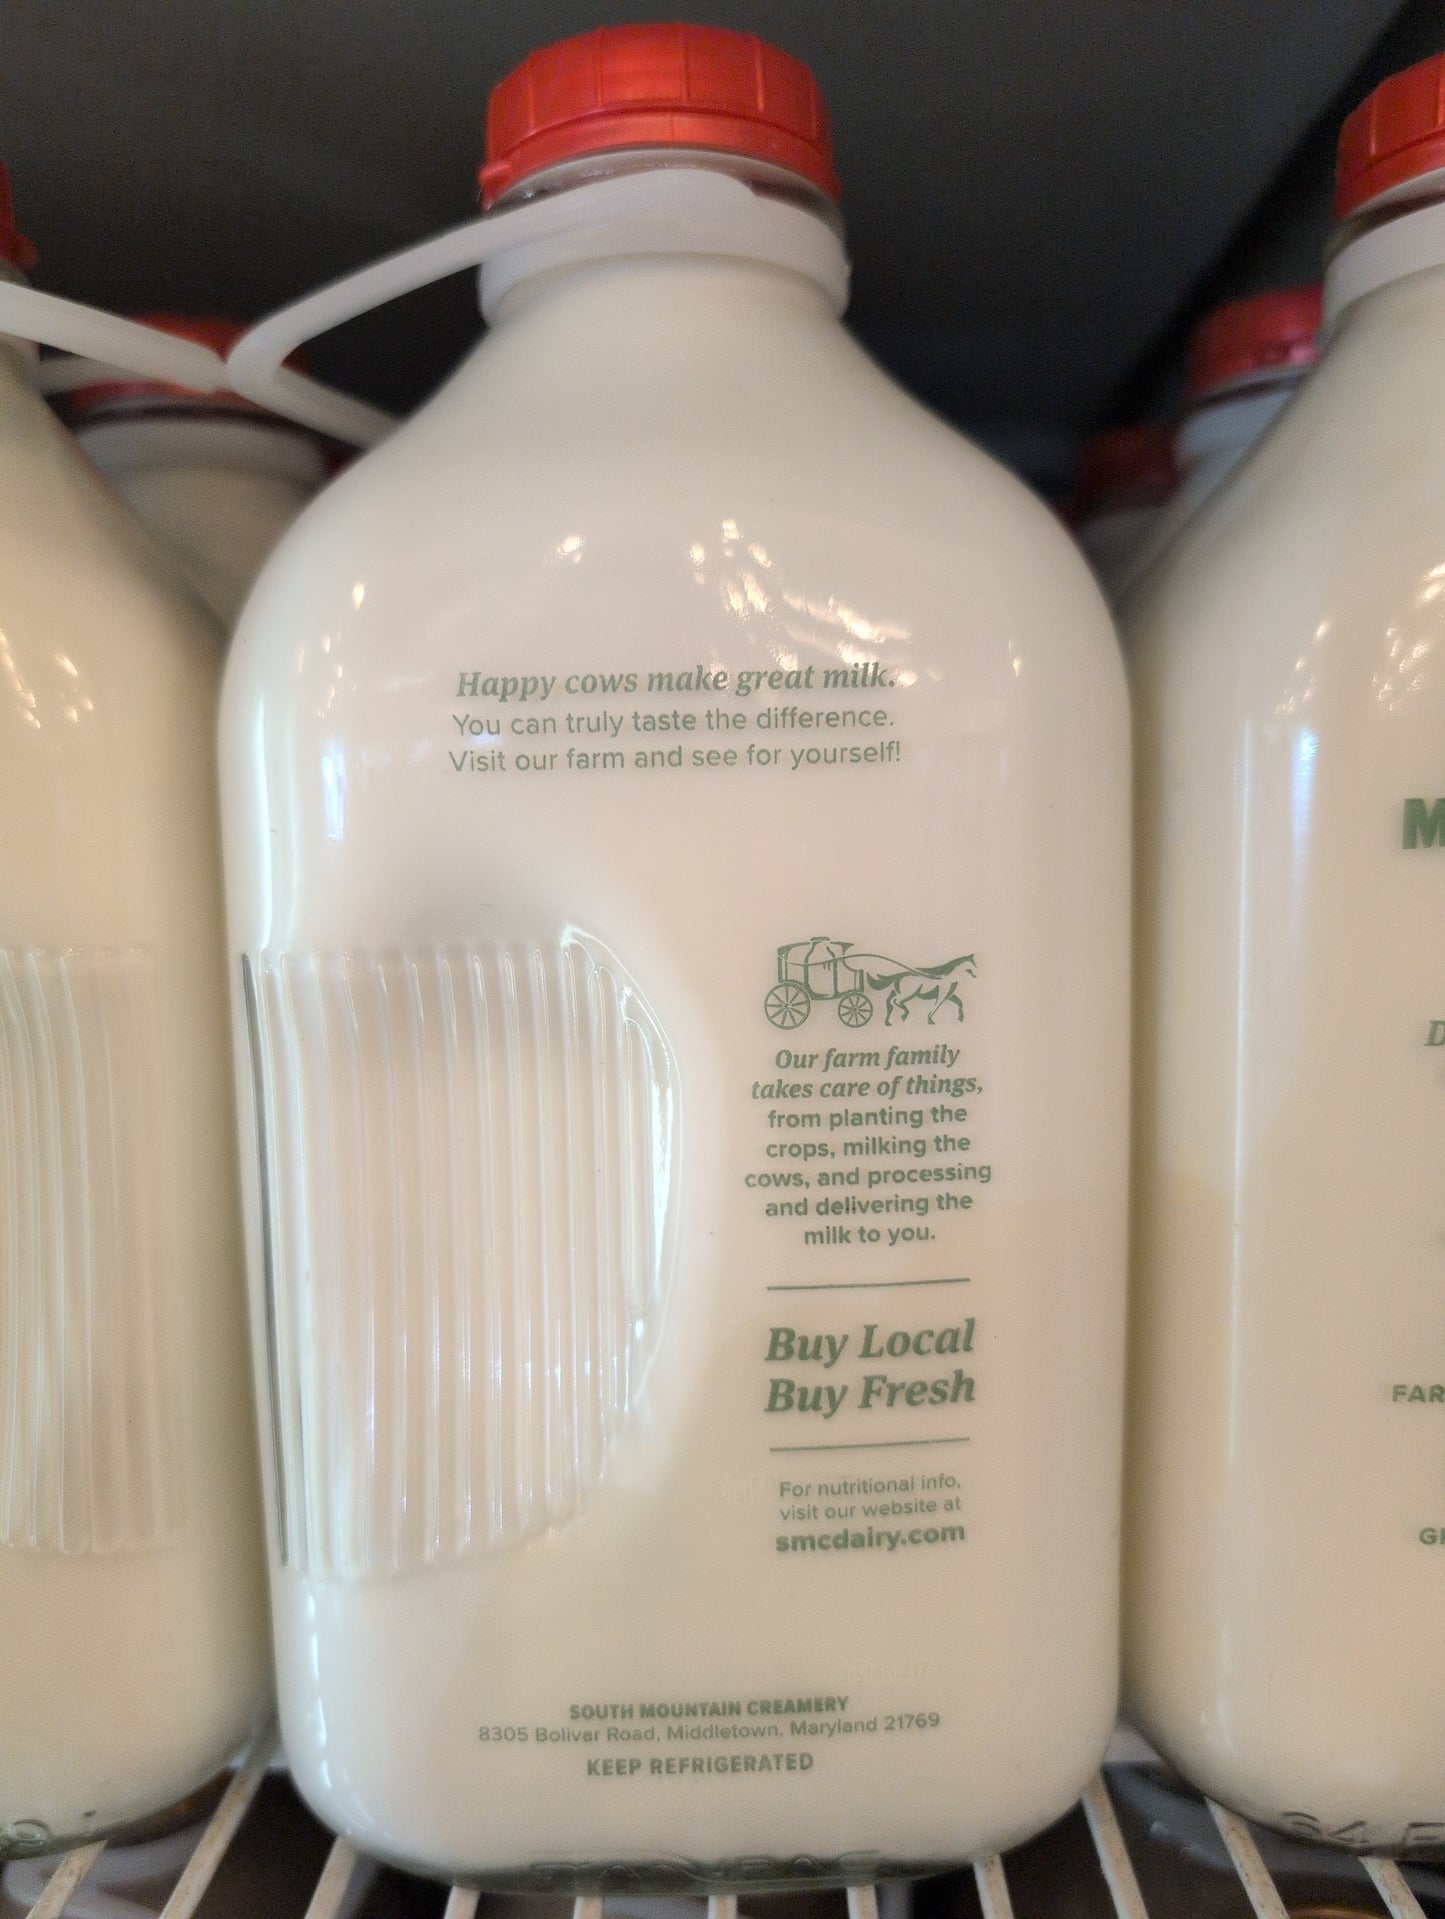 Happy cows make great milk.
You can truly taste the difference.
Visit our farm and see for yourself!
Our farm family
takes care of things,
from planting the
crops, milking the
cows, and processing
and delivering the
milk to you.
Buy Local
Buy Fresh
For nutritional info,
visit our website at
smcdairy.com
SOUTH MOUNTAIN CREAMERY
8305 Bolivar Road, Middletown, Maryland 21769
KEEP REFRIGERATED